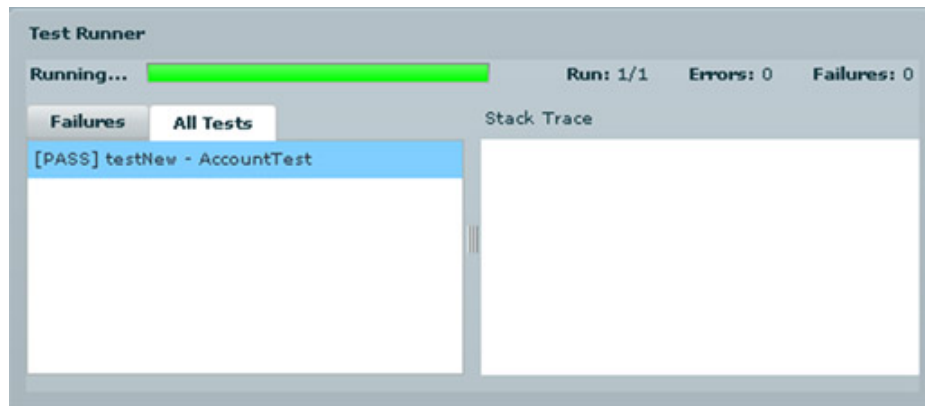 Test Runner
Running... Run: 1/1 Errors: 0 Failures: 0
Failures All Tests Stack Trace
[PASS] testNew - AccountTest